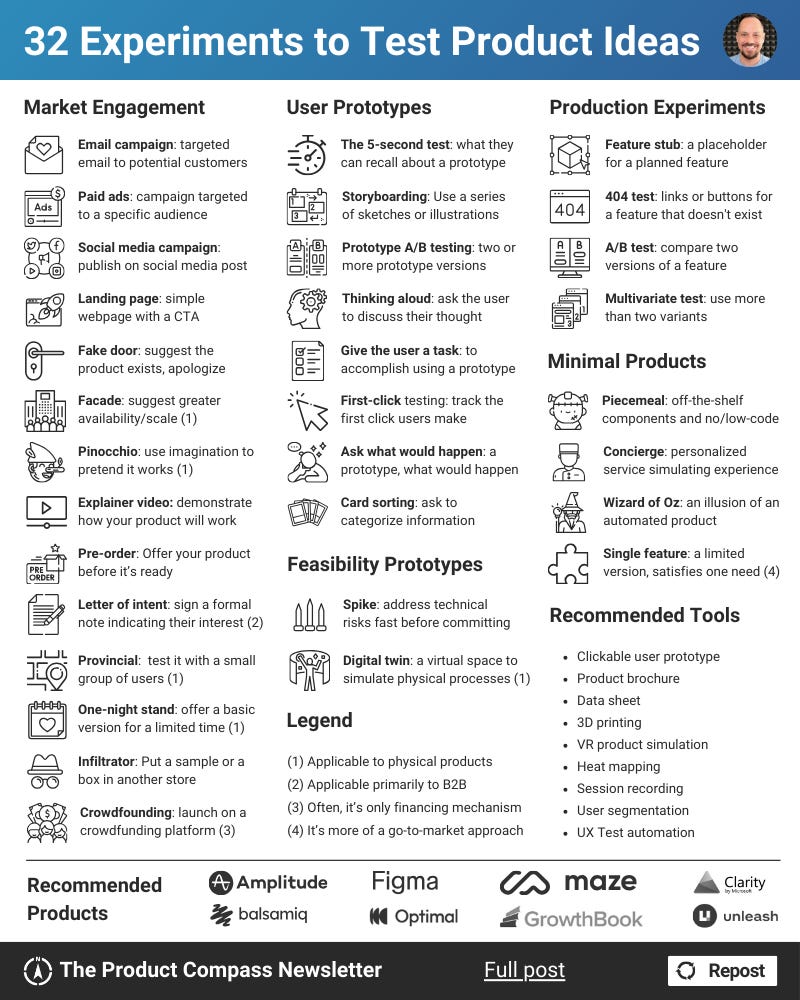 32 Experiments to Test Product Ideas
Market Engagement
Email campaign: targeted
email to potential customers
Ads
Paid ads: campaign targeted
to a specific audience
Social media campaign:
publish on social media post
Landing page: simple
webpage with a CTA
Fake door: suggest the
product exists, apologize
Facade: suggest greater
availability/scale (1)
Pinocchio: use imagination to
pretend it works (1)
Explainer video: demonstrate
how your product will work
PRE
ORDER
Pre-order: Offer your product
before it's ready
Letter of intent: sign a formal
note indicating their interest (2)
Provincial: test it with a small
group of users (1)
One-night stand: offer a basic
version for a limited time (1)
Infiltrator: Put a sample or a
box in another store
Crowdfounding: launch on a
crowdfunding platform (3)
User Prototypes
The 5-second test: what they
can recall about a prototype
1
2
3
Storyboarding: Use a series
of sketches or illustrations
A B
Prototype A/B testing: two or
more prototype versions
Thinking aloud: ask the user
to discuss their thought
Give the user a task: to
accomplish using a prototype
First-click testing: track the
first click users make
Ask what would happen: a
prototype, what would happen
Card sorting: ask to
categorize information
Feasibility Prototypes
Spike: address technical
risks fast before committing
Digital twin: a virtual space to
simulate physical processes (1)
Legend
(1) Applicable to physical products
(2) Applicable primarily to B2B
(3) Often, it's only financing mechanism
(4) It's more of a go-to-market approach
Production Experiments
Feature stub: a placeholder
for a planned feature
404
404 test: links or buttons for
a feature that doesn't exist
A B
A/B test: compare two
versions of a feature
1
2
3
Multivariate test: use more
than two variants
Minimal Products
Piecemeal: off-the-shelf
components and no/low-code
Concierge: personalized
service simulating experience
Wizard of Oz: an illusion of an
automated product
Single feature: a limited
version, satisfies one need (4)
Recommended Tools
• Clickable user prototype
• Product brochure
• Data sheet
• 3D printing
• VR product simulation
• Heat mapping
• Session recording
• User segmentation
• UX Test automation
Recommended
Products
Amplitude
Figma
maze
Clarity
by Microsoft
balsamiq
Optimal
GrowthBook
unleash
The Product Compass Newsletter
Full post
Repost